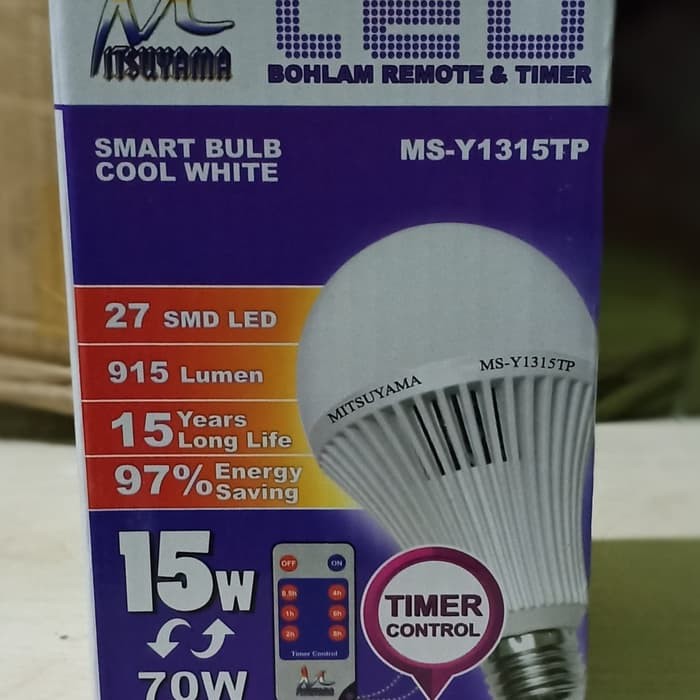 MITSUYAMA
LED
BOHLAM REMOTE & TIMER
SMART BULB
COOL WHITE
MS-Y1315TP
27 SMD LED
915 Lumen
15 Years
Long Life
97% Energy
Saving
MITSUYAMA
MS-Y1315TP
15W
70W
OFF
ON
0.5h
4h
1h
6h
2h
8h
Timer Control
MITSUYAMA
TIMER
CONTROL